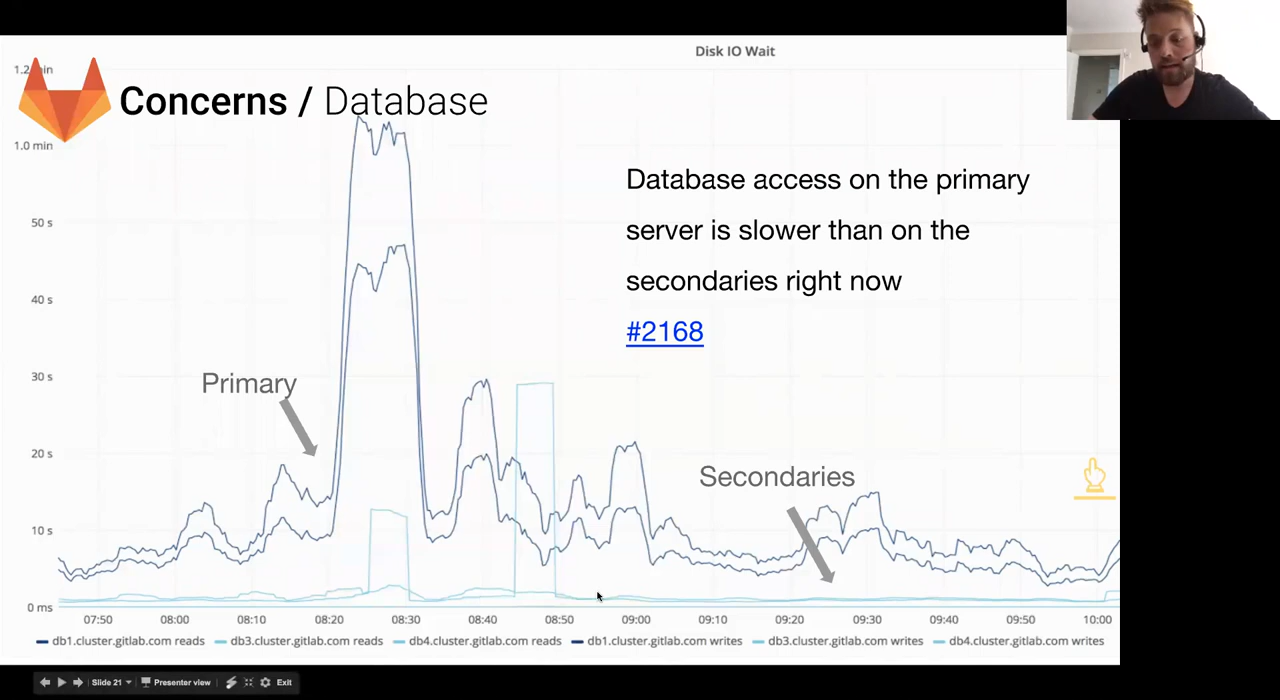 Disk IO Wait
Concerns / Database
1.0 min
50 s
40 s
30 s
20 s
10 s
0 ms
Database access on the primary
server is slower than on the
secondaries right now
#2168
Primary
Secondaries
07:50 08:00 08:10 08:20 08:30 08:40 08:50 09:00 09:10 09:20 09:30 09:40 09:50 10:00
db1.cluster.gitlab.com reads db3.cluster.gitlab.com reads db4.cluster.gitlab.com reads db1.cluster.gitlab.com writes db3.cluster.gitlab.com writes db4.cluster.gitlab.com writes
Slide 21 Presenter view Exit